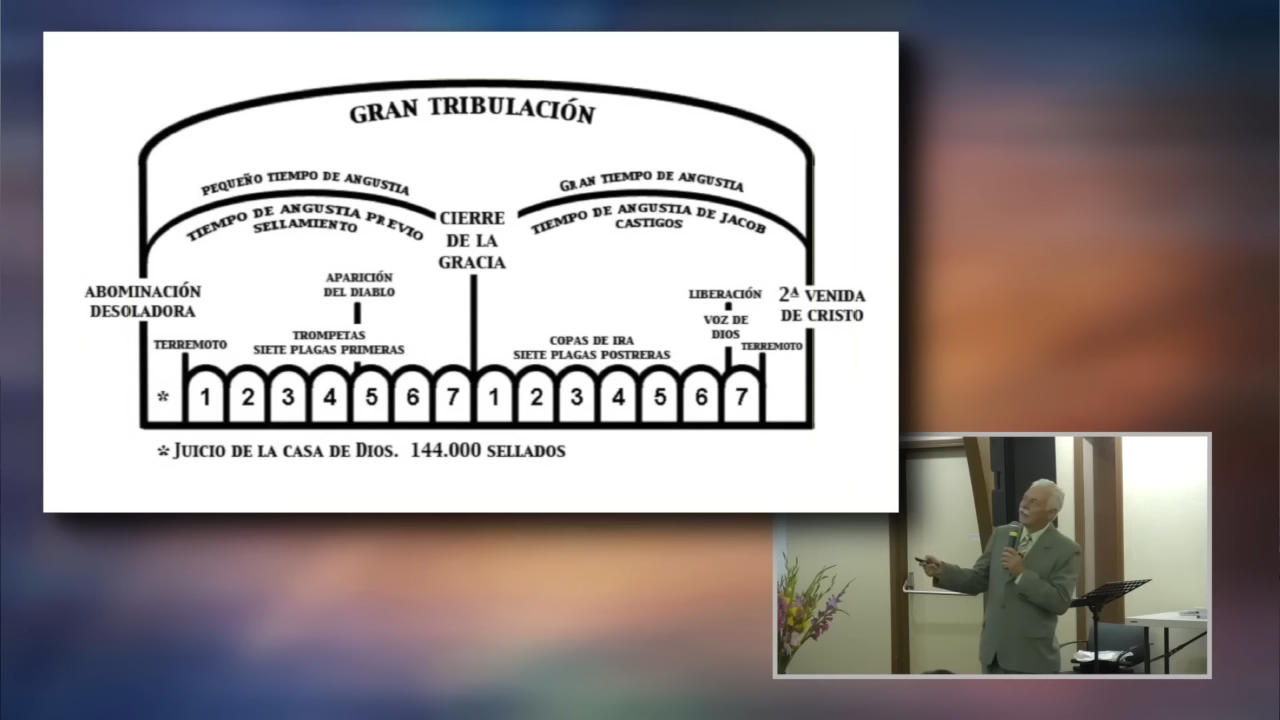 GRAN TRIBULACIÓN
PEQUEÑO TIEMPO DE ANGUSTIA
TIEMPO DE ANGUSTIA PREVIO
SELLAMIENTO
GRAN TIEMPO DE ANGUSTIA
TIEMPO DE ANGUSTIA DE JACOB
CASTIGOS
CIERRE
DE LA
GRACIA
ABOMINACIÓN
DESOLADORA
APARICIÓN
DEL DIABLO
LIBERACIÓN
VOZ DE
DIOS
2ª VENIDA
DE CRISTO
TERREMOTO
TROMPETAS
SIETE PLAGAS PRIMERAS
COPAS DE IRA
SIETE PLAGAS POSTRERAS
TERREMOTO
* 1 2 3 4 5 6 7 1 2 3 4 5 6 7
* JUICIO DE LA CASA DE DIOS. 144.000 SELLADOS